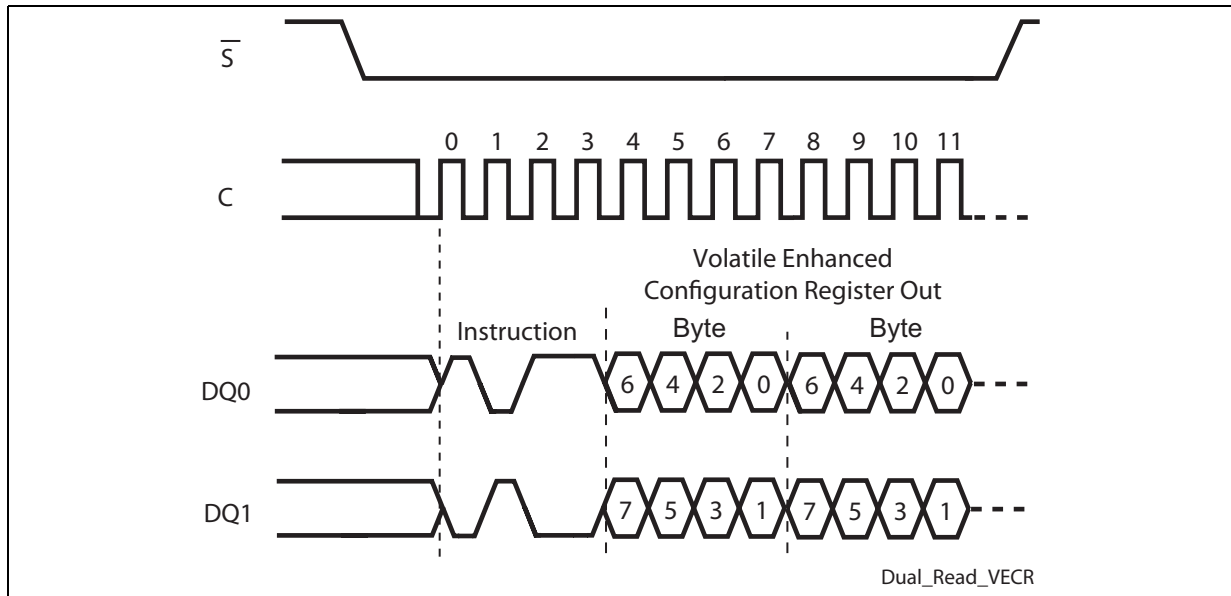 S
0 1 2 3 4 5 6 7 8 9 10 11
C
Volatile Enhanced
Configuration Register Out
Instruction Byte Byte
DQ0 6 4 2 0 6 4 2 0
DQ1 7 5 3 1 7 5 3 1
Dual_Read_VECR